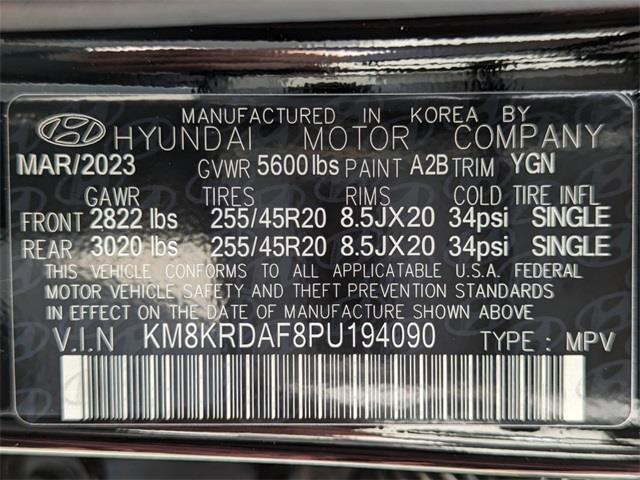 MANUFACTURED IN KOREA BY
HYUNDAI MOTOR COMPANY
MAR/2023 GVWR 5600 lbs PAINT A2B TRIM YGN
GAWR TIRES RIMS COLD TIRE INFL
FRONT 2822 lbs 255/45R20 8.5JX20 34psi SINGLE
REAR 3020 lbs 255/45R20 8.5JX20 34psi SINGLE
THIS VEHICLE CONFORMS TO ALL APPLICABLE U.S.A. FEDERAL
MOTOR VEHICLE SAFETY AND THEFT PREVENTION STANDARDS
IN EFFECT ON THE DATE OF MANUFACTURE SHOWN ABOVE
V.I.N KM8KRDAF8PU194090 TYPE : MPV